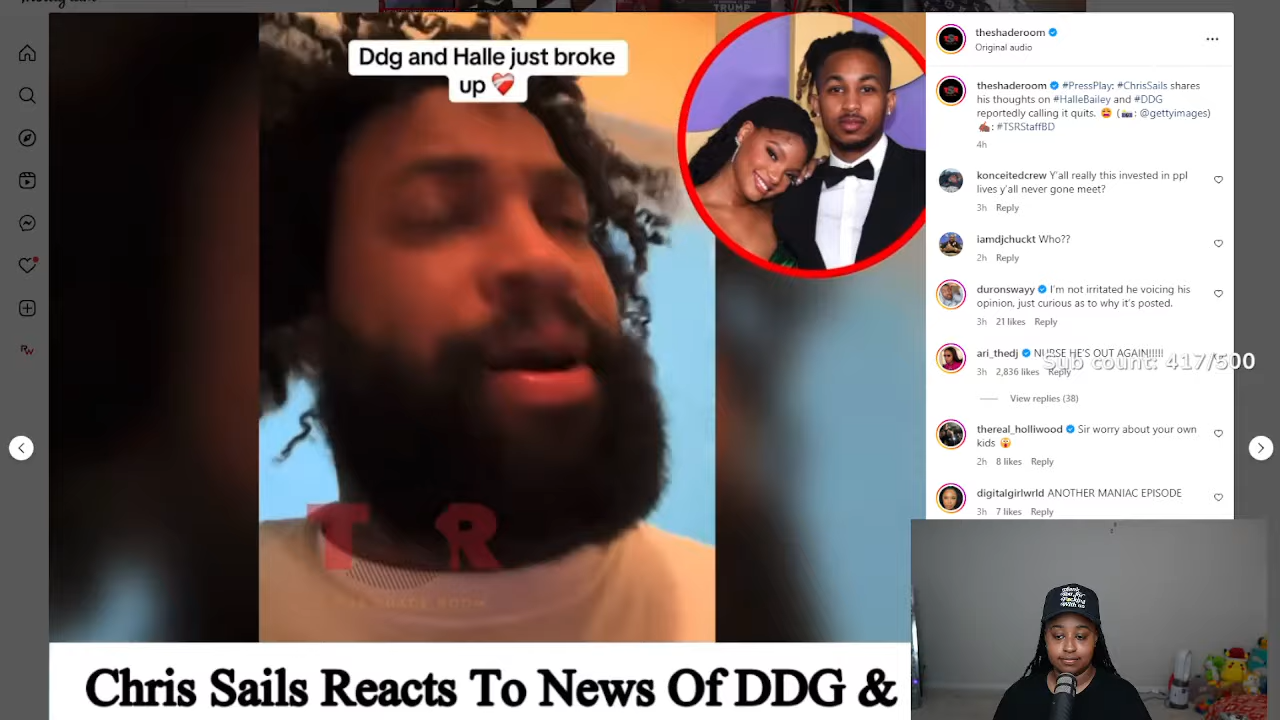 TRUMP
Ddg and Halle just broke
up
T R
Chris Sails Reacts To News Of DDG &
theshaderoom
Original audio
theshaderoom #PressPlay: #ChrisSails shares
his thoughts on #HalleBailey and #DDG
reportedly calling it quits. (📷: @gettyimages)
✍🏾: #TSRStaffBD
4h
konceitedcrew Y'all really this invested in ppl
lives y'all never gone meet?
3h Reply
iamdjchuckt Who??
2h Reply
duronswayy I'm not irritated he voicing his
opinion, just curious as to why it's posted.
3h 21 likes Reply
ari_thedj NURSE HE'S OUT AGAIN!!!!!
Sub count: 417/500
3h 2,836 likes Reply
View replies (38)
thereal_holliwood Sir worry about your own
kids
2h 8 likes Reply
digitalgirlwrld ANOTHER MANIAC EPISODE
3h 7 likes Reply